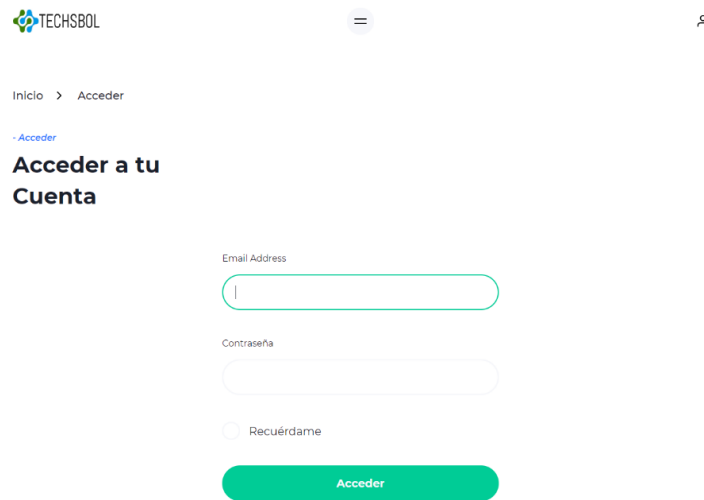 TECHSBOL
Inicio > Acceder
- Acceder
Acceder a tu
Cuenta
Email Address
Contraseña
Recuérdame
Acceder